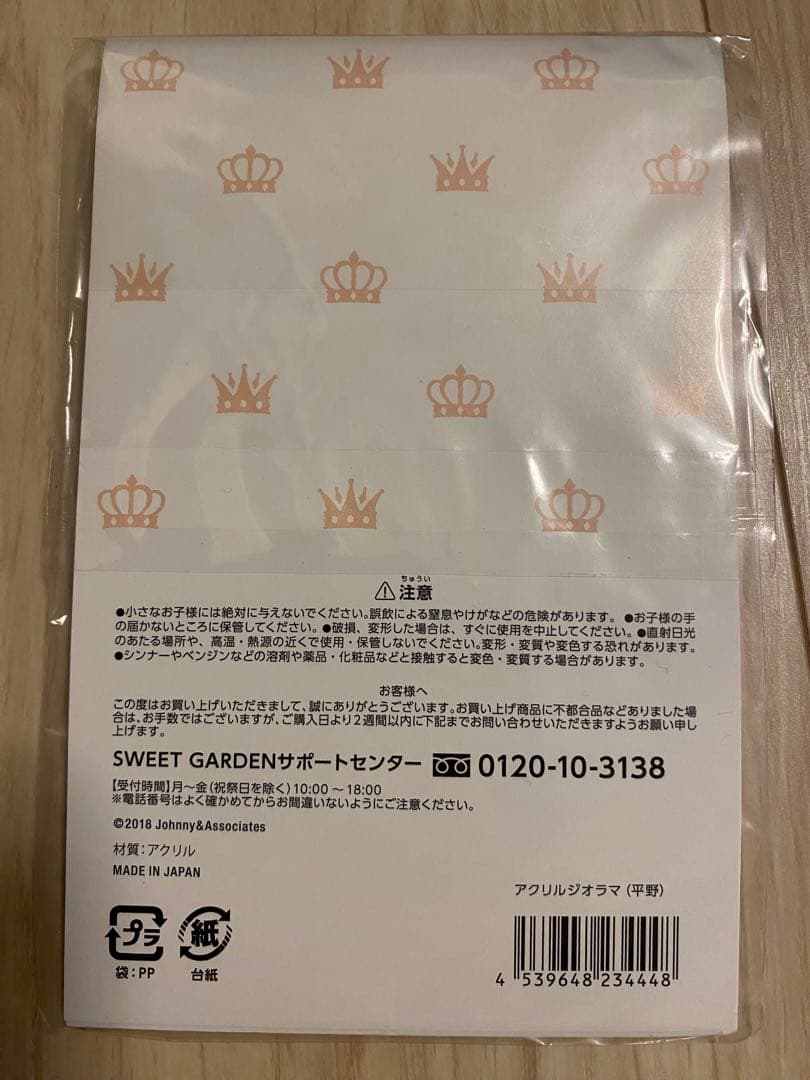 ちゅうい
⚠注意
●小さなお子様には絶対に与えないでください。誤飲による窒息やけがなどの危険があります。 ●お子様の手
の届かないところに保管してください。●破損、変形した場合は、すぐに使用を中止してください。●直射日光
のあたる場所や、高温・熱源の近くで使用・保管しないでください。変形・変質や変色する恐れがあります。
●シンナーやベンジンなどの溶剤や薬品・化粧品などと接触すると変色・変質する場合があります。
お客様へ
この度はお買い上げいただきまして、誠にありがとうございます。お買い上げ商品に不都合品などありました場
合は、お手数ではございますが、ご購入日より2週間以内に下記までお問い合わせいただきますようお願い申し
上げます。
SWEET GARDENサポートセンター 0120-10-3138
【受付時間】月〜金(祝祭日を除く)10:00〜18:00
※電話番号はよく確かめてからお間違いないようにご注意ください。
©2018 Johnny&Associates
材質:アクリル
MADE IN JAPAN
アクリルジオラマ(平野)
プラ
紙
袋:PP
台紙
4 539648 234448